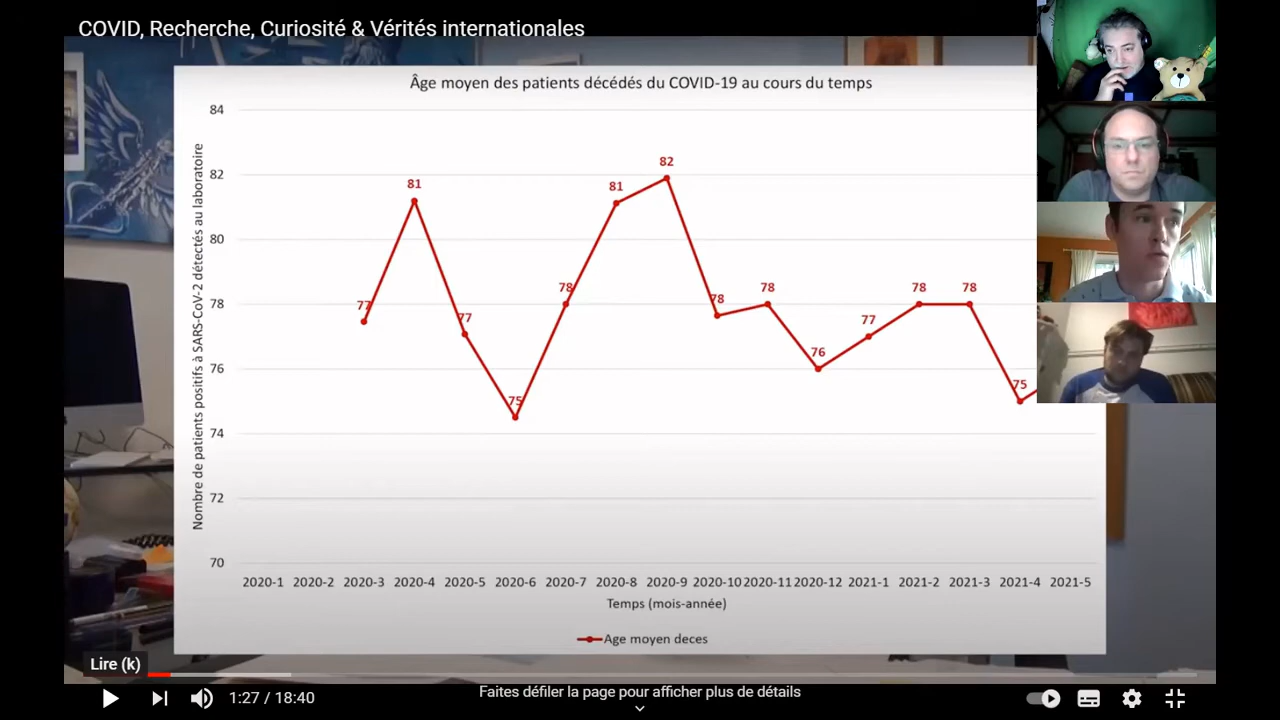 COVID, Recherche, Curiosité & Vérités internationales
Âge moyen des patients décédés du COVID-19 au cours du temps
Nombre de patients positifs à SARS-CoV-2 détectés au laboratoire
84
82
80
78
76
74
72
70
77
81
77
75
78
81
82
78
78
76
77
78
78
75
2020-1 2020-2 2020-3 2020-4 2020-5 2020-6 2020-7 2020-8 2020-9 2020-10 2020-11 2020-12 2021-1 2021-2 2021-3 2021-4 2021-5
Temps (mois-année)
Age moyen deces
Lire (k)
1:27 / 18:40
Faites défiler la page pour afficher plus de détails